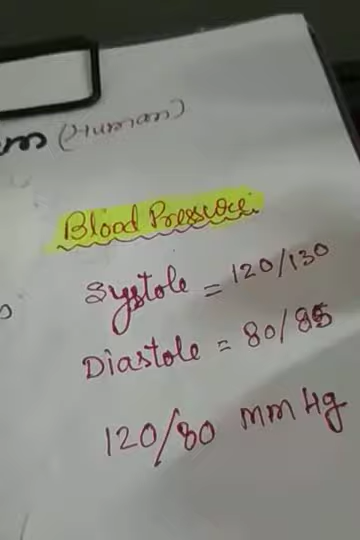 (Human)
Blood Pressure.
Systole = 120/130
Diastole = 80/85
120/80 mm Hg